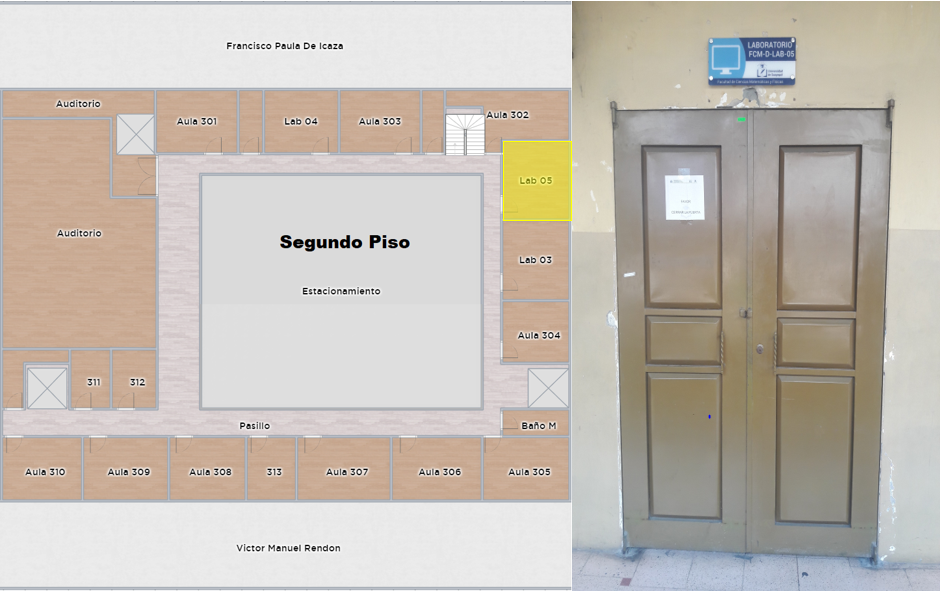 Francisco Paula De Icaza
Auditorio
Aula 301
Lab 04
Aula 303
Aula 302
Lab 05
Auditorio
Segundo Piso
Lab 03
Estacionamiento
Aula 304
311
312
Pasillo
Baño M
Aula 310
Aula 309
Aula 308
313
Aula 307
Aula 306
Aula 305
Victor Manuel Rendon
LABORATORIO
FCM-D-LAB-05